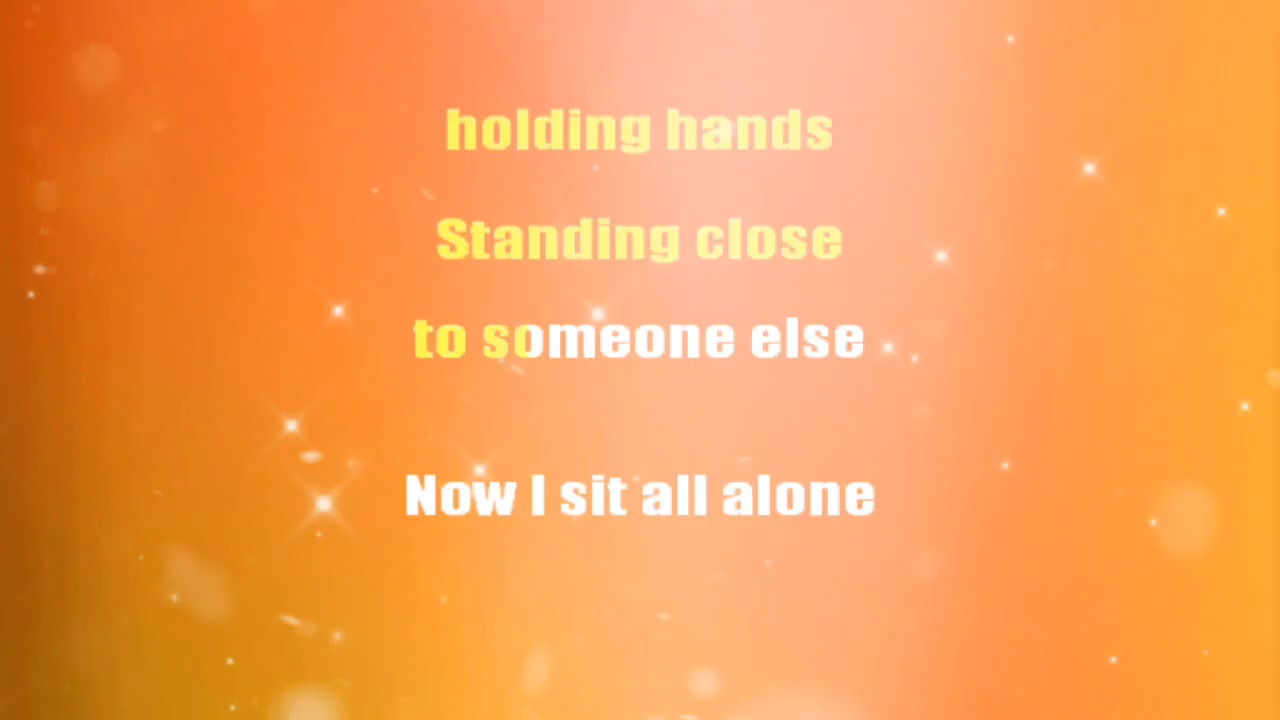 holding hands
Standing close
to someone else
Now I sit all alone